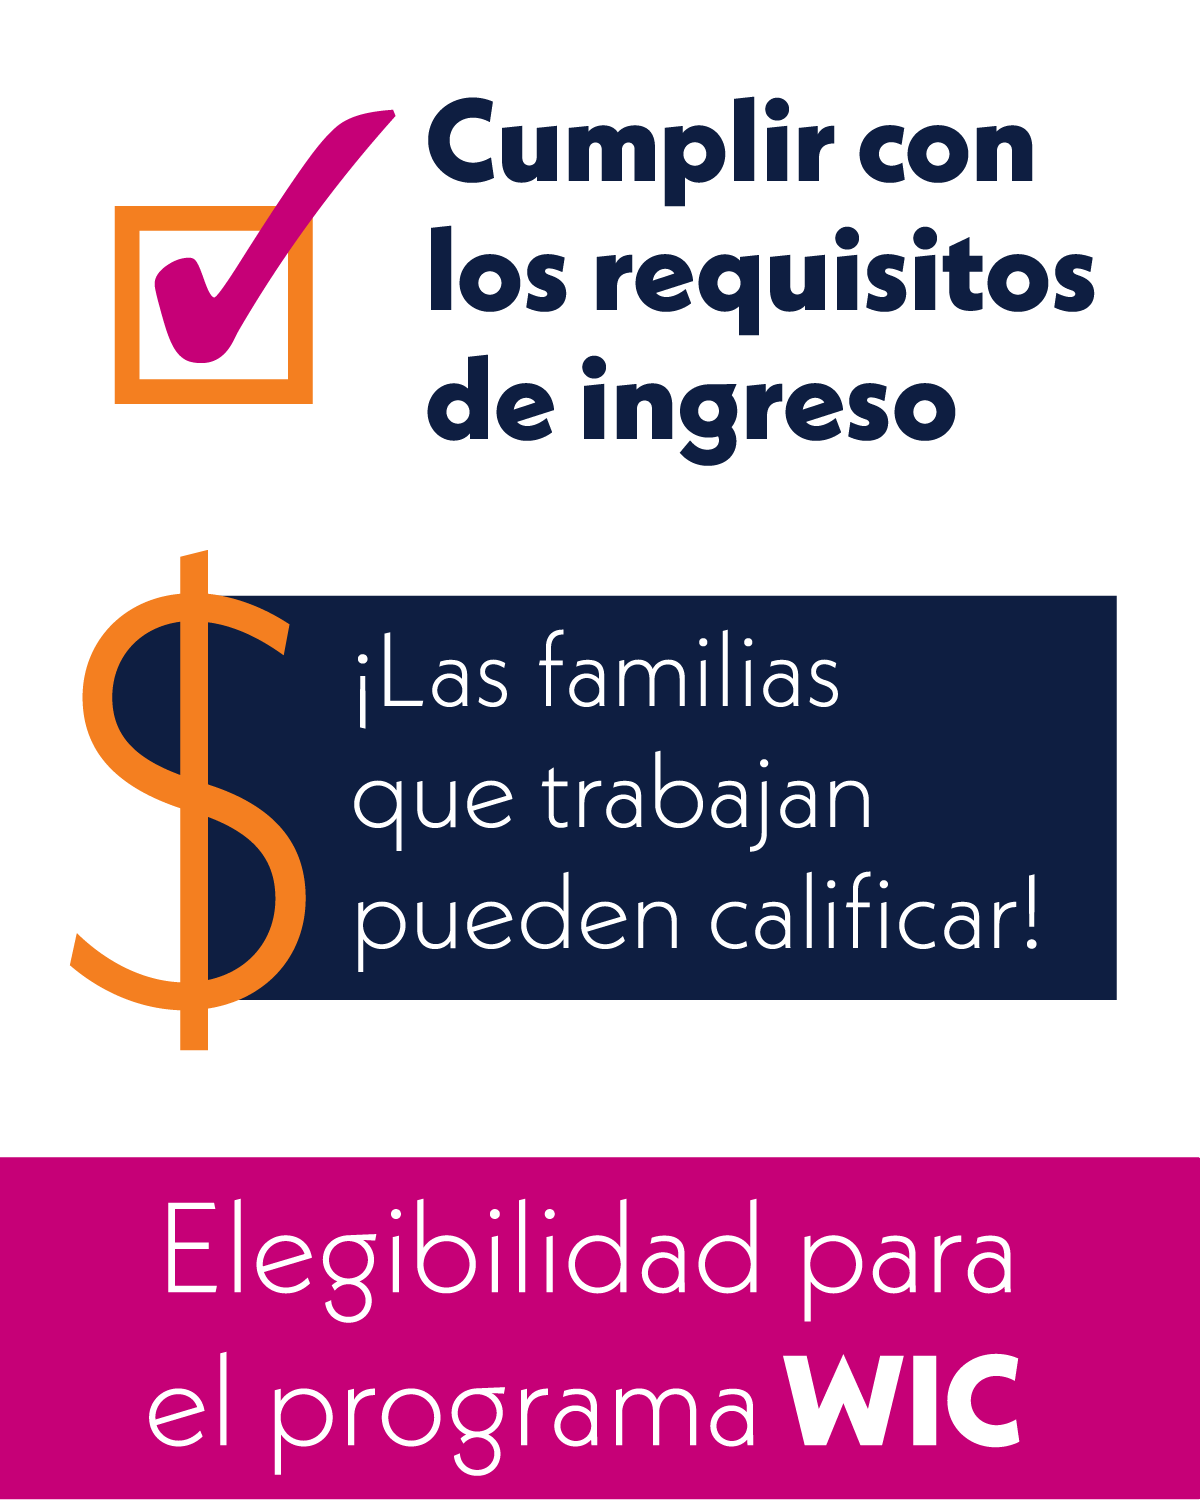 Cumplir con
los requisitos
de ingreso
$
¡Las familias
que trabajan
pueden calificar!
Elegibilidad para
el programa WIC